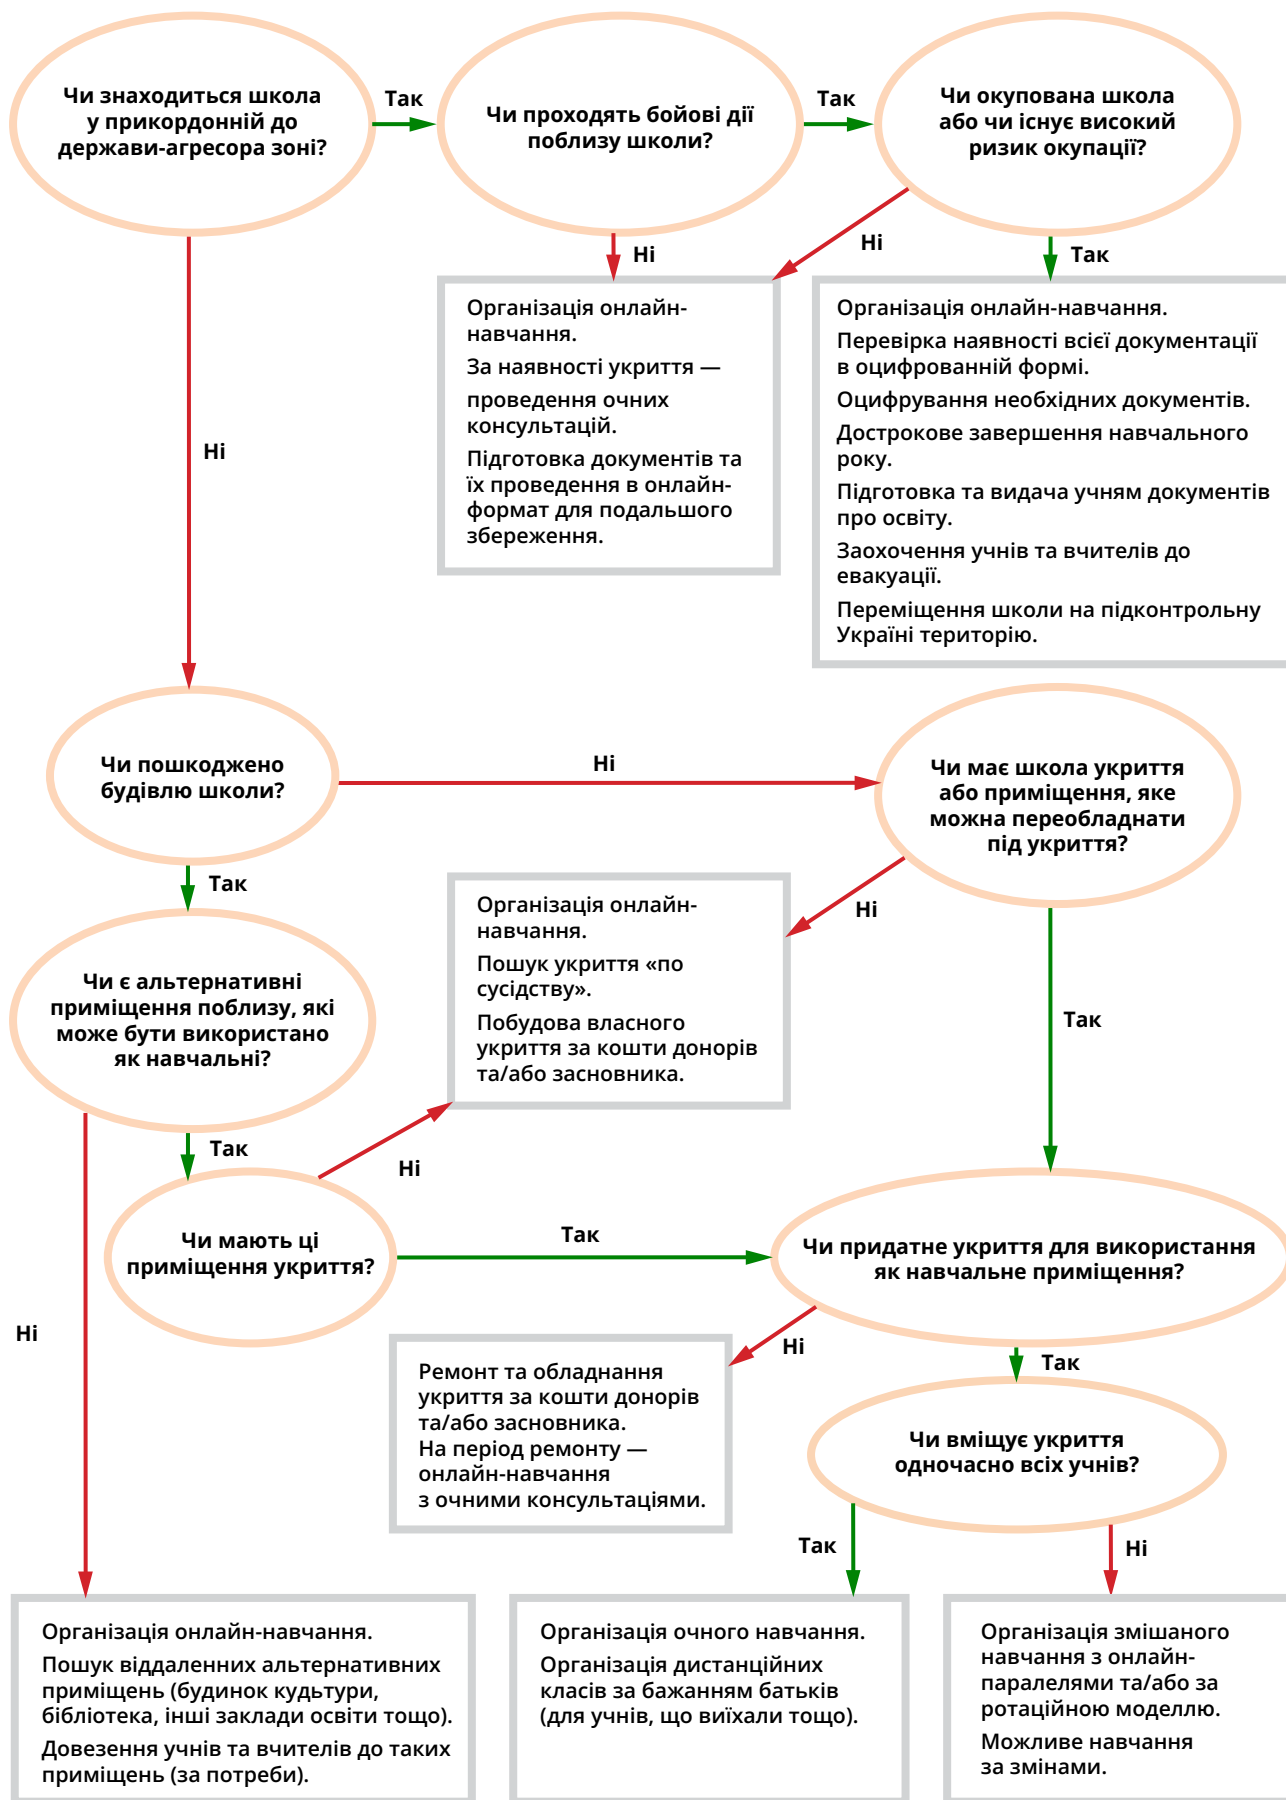 Чи знаходиться школа
у прикордонній до
держави-агресора зоні?
Так
Чи проходять бойові дії
поблизу школи?
Так
Чи окупована школа
або чи існує високий
ризик окупації?
Ні
Ні
Так
Організація онлайн-
навчання.
За наявності укриття —
проведення очних
консультацій.
Підготовка документів та
їх проведення в онлайн-
формат для подальшого
збереження.
Організація онлайн-навчання.
Перевірка наявності всієї документації
в оцифрованній формі.
Оцифрування необхідних документів.
Дострокове завершення навчального
року.
Підготовка та видача учням документів
про освіту.
Заохочення учнів та вчителів до
евакуації.
Переміщення школи на підконтрольну
Україні територію.
Ні
Чи пошкоджено
будівлю школи?
Ні
Чи має школа укриття
або приміщення, яке
можна переобладнати
під укриття?
Так
Ні
Організація онлайн-
навчання.
Пошук укриття «по
сусідству».
Побудова власного
укриття за кошти донорів
та/або засновника.
Чи є альтернативні
приміщення поблизу, які
може бути використано
як навчальні?
Так
Так
Ні
Чи мають ці
приміщення укриття?
Так
Чи придатне укриття для використання
як навчальне приміщення?
Ні
Ні
Так
Ремонт та обладнання
укриття за кошти донорів
та/або засновника.
На період ремонту —
онлайн-навчання
з очними консультаціями.
Чи вміщує укриття
одночасно всіх учнів?
Так
Ні
Організація онлайн-навчання.
Пошук віддаленних альтернативних
приміщень (будинок кудьтури,
бібліотека, інші заклади освіти тощо).
Довезення учнів та вчителів до таких
приміщень (за потреби).
Організація очного навчання.
Організація дистанційних
класів за бажанням батьків
(для учнів, що виїхали тощо).
Організація змішаного
навчання з онлайн-
паралелями та/або за
ротаційною моделлю.
Можливе навчання
за змінами.